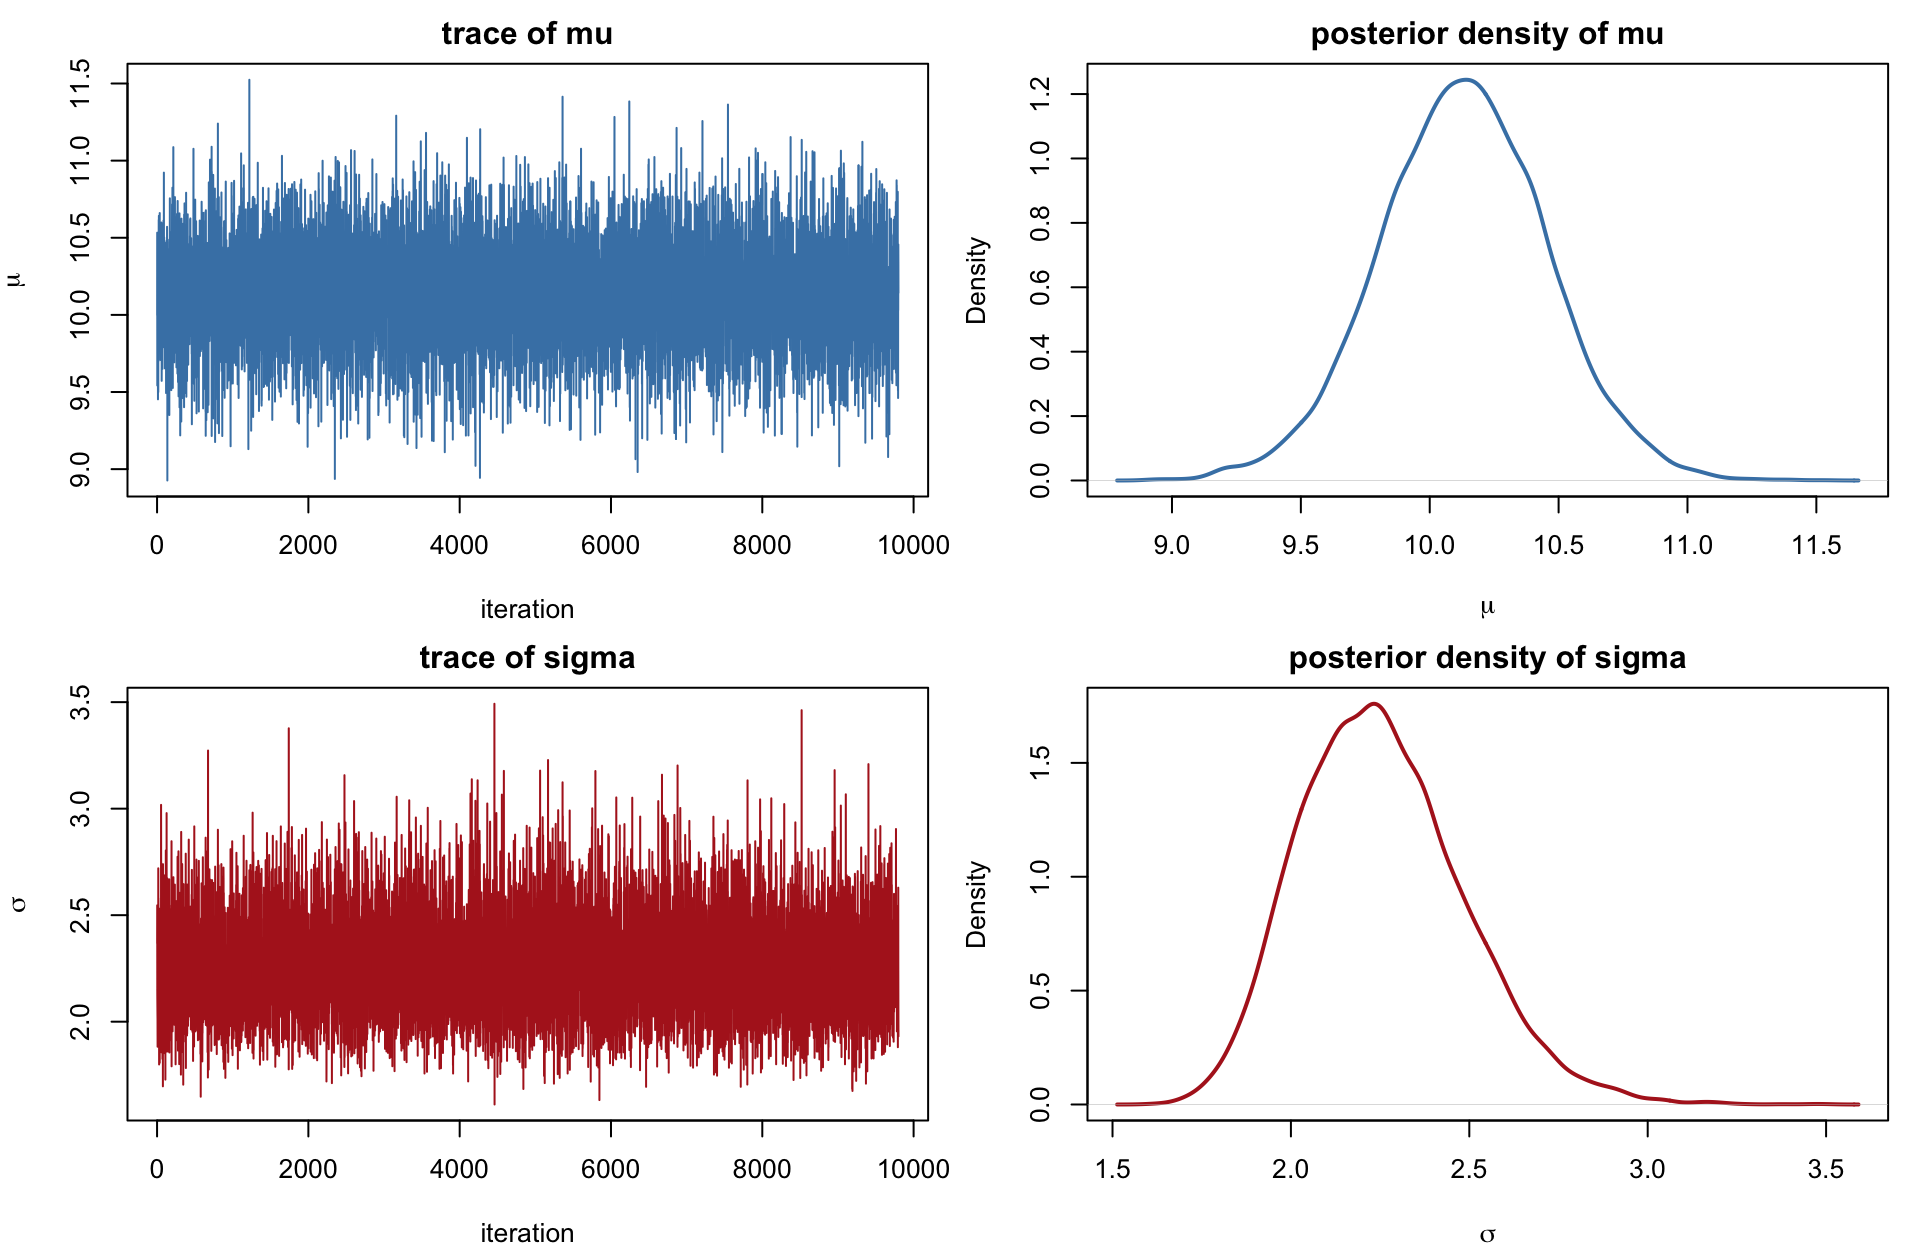 trace of mu
μ
11.5
11.0
10.5
10.0
9.5
9.0
0 2000 4000 6000 8000 10000
iteration
posterior density of mu
Density
1.2
1.0
0.8
0.6
0.4
0.2
0.0
9.0 9.5 10.0 10.5 11.0 11.5
μ
trace of sigma
σ
3.5
3.0
2.5
2.0
0 2000 4000 6000 8000 10000
iteration
posterior density of sigma
Density
1.5
1.0
0.5
0.0
1.5 2.0 2.5 3.0 3.5
σ